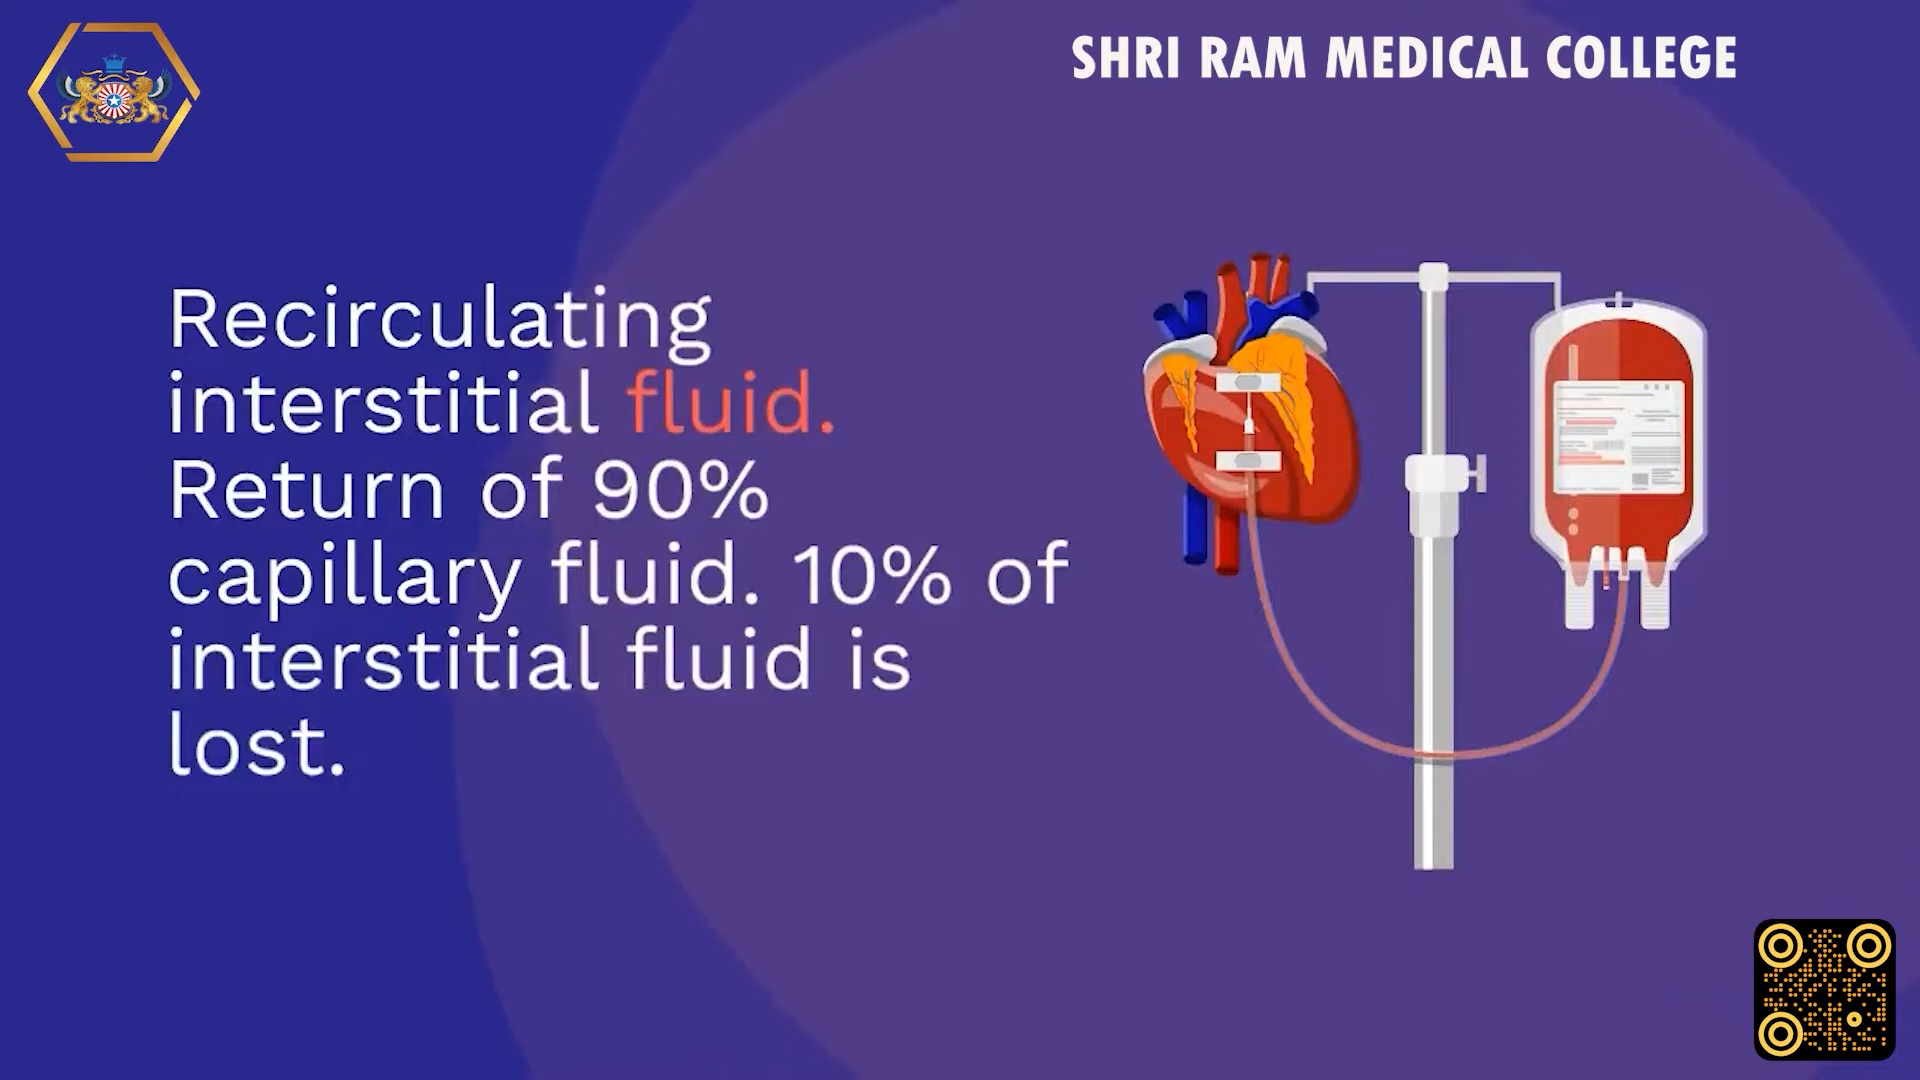 SHRI RAM MEDICAL COLLEGE
Recirculating
interstitial fluid.
Return of 90%
capillary fluid. 10% of
interstitial fluid is
lost.